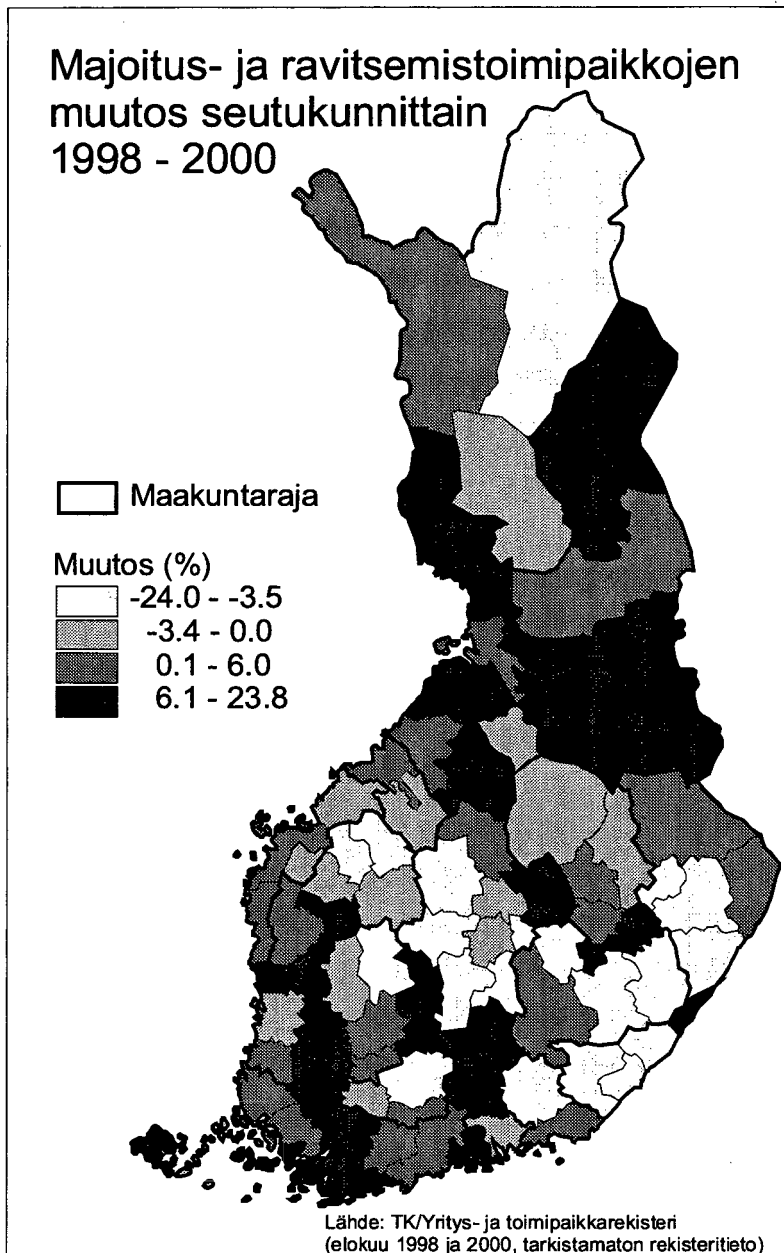 Majoitus- ja ravitsemistoimipaikkojen
muutos seutukunnittain
1998 - 2000
Maakuntaraja
Muutos (%)
-24.0 - -3.5
-3.4 - 0.0
0.1 - 6.0
6.1 - 23.8
Lähde: TK/Yritys- ja toimipaikkarekisteri
(elokuu 1998 ja 2000, tarkistamaton rekisteritieto)